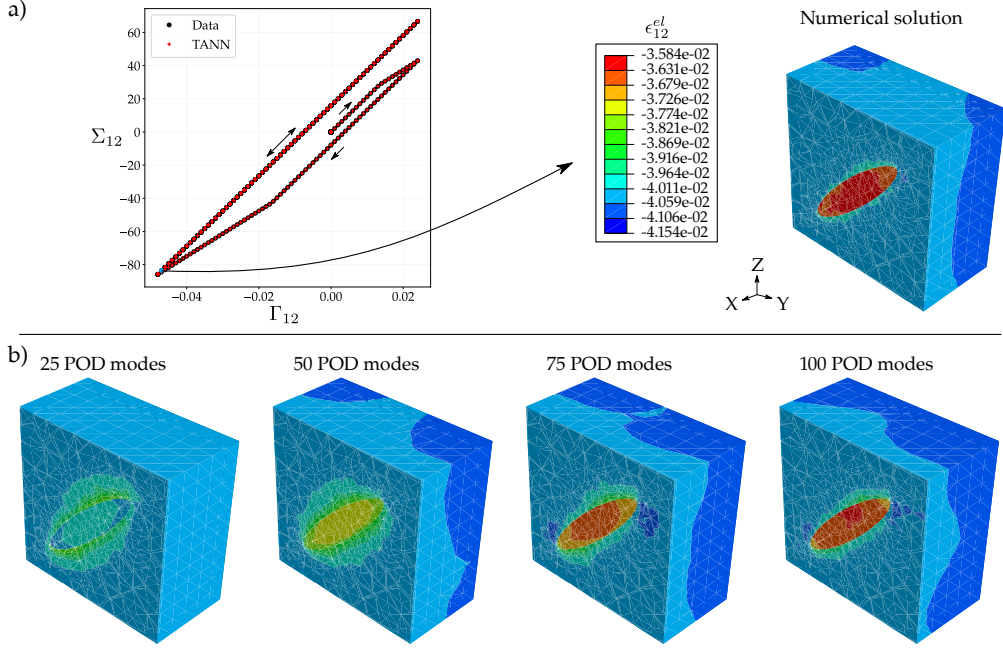 a)
Data
TANN
60
40
20
0
−20
−40
−60
−80
Σ12
−0.04
−0.02
0.00
0.02
Γ12
ϵ12^el
-3.584e-02
-3.631e-02
-3.679e-02
-3.726e-02
-3.774e-02
-3.821e-02
-3.869e-02
-3.916e-02
-3.964e-02
-4.011e-02
-4.059e-02
-4.106e-02
-4.154e-02
Numerical solution
Z
X
Y
b)
25 POD modes
50 POD modes
75 POD modes
100 POD modes